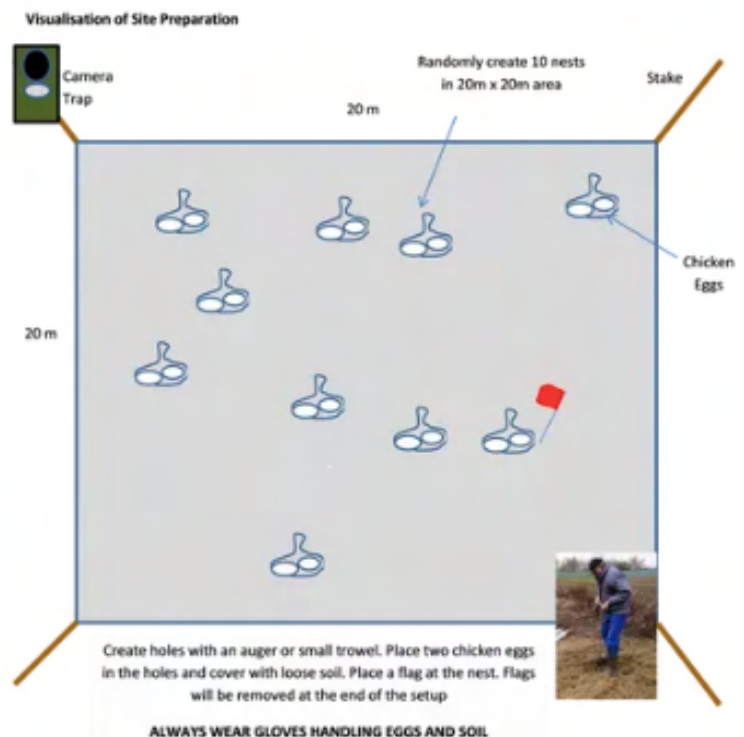 Visualisation of Site Preparation
Camera
Trap
Randomly create 10 nests
in 20m x 20m area
Stake
20 m
Chicken
Eggs
20 m
Create holes with an auger or small trowel. Place two chicken eggs
in the holes and cover with loose soil. Place a flag at the nest. Flags
will be removed at the end of the setup
ALWAYS WEAR GLOVES HANDLING EGGS AND SOIL